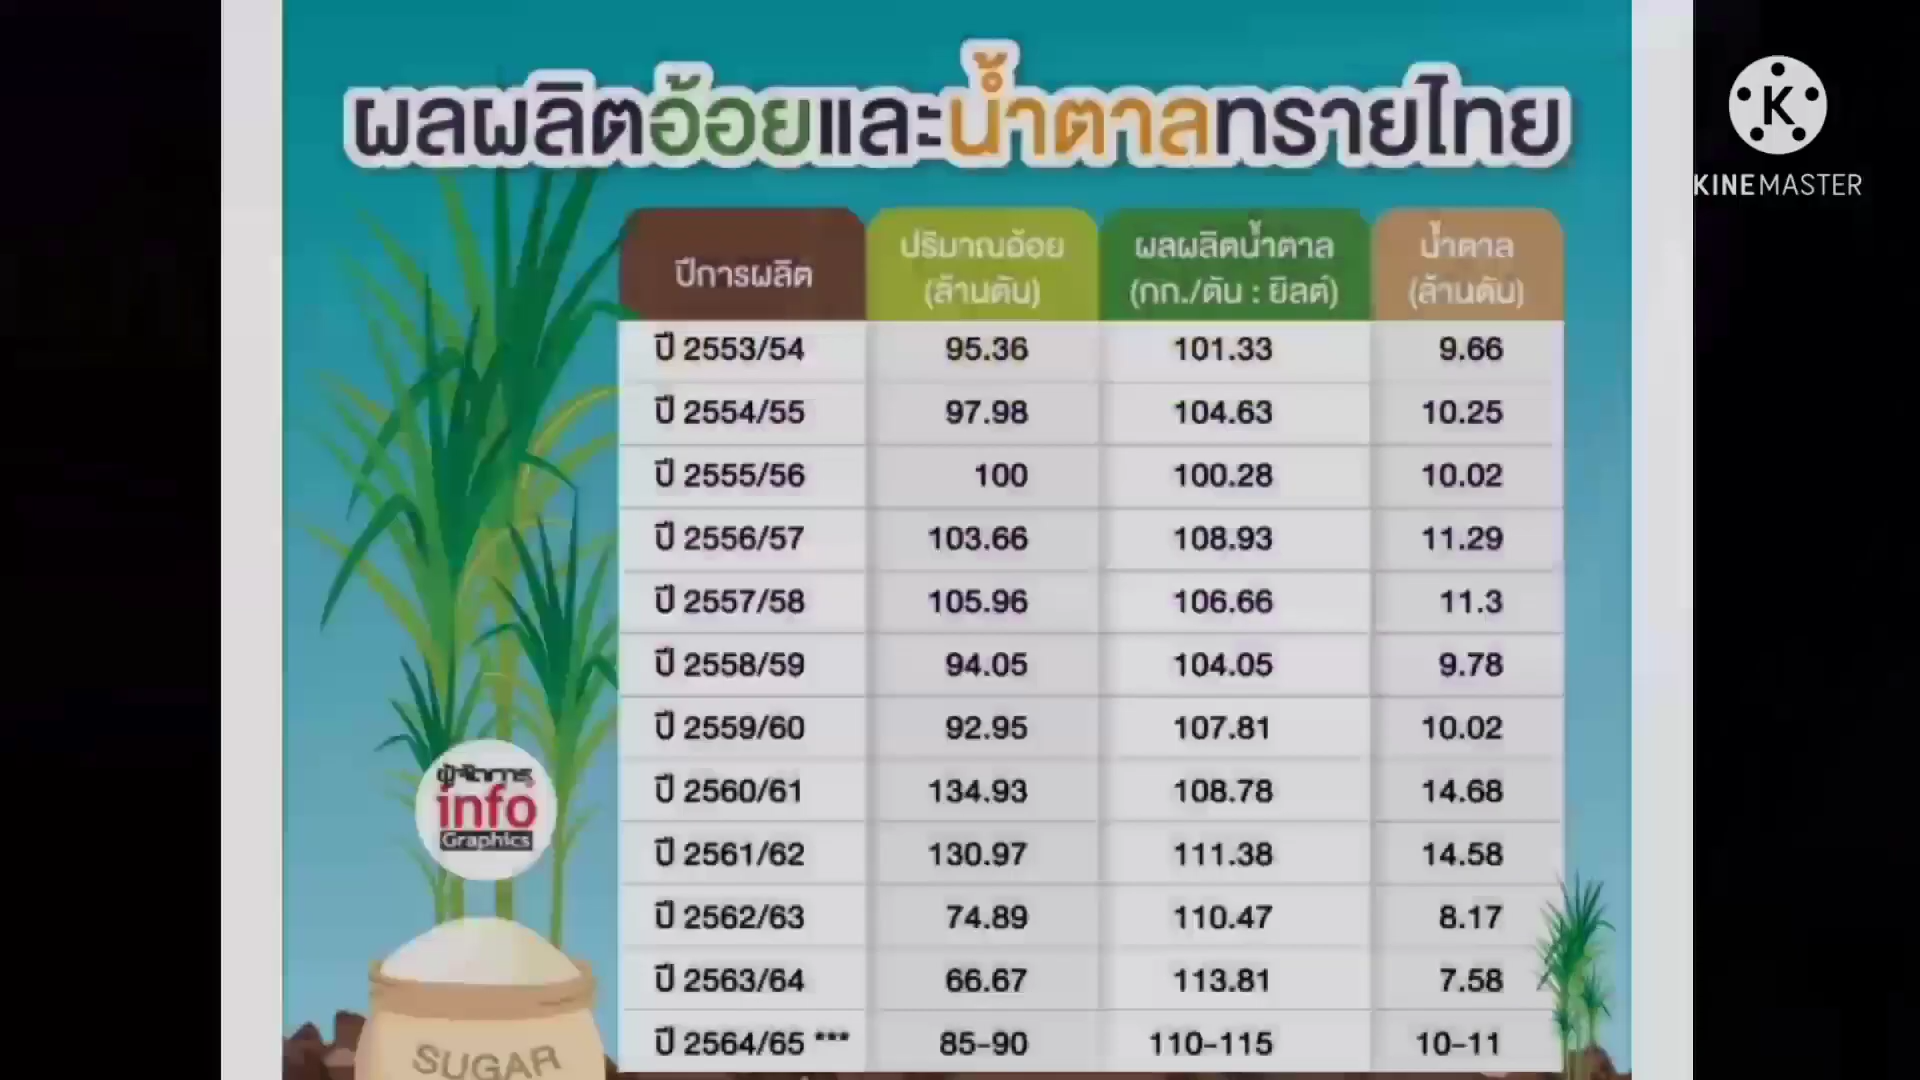 ผลผลิตอ้อยและน้ำตาลทรายไทย
KINEMASTER
ปีการผลิต ปริมาณอ้อย (ล้านตัน) ผลผลิตน้ำตาล (กก./ตัน : ยิลด์) น้ำตาล (ล้านตัน)
ปี 2553/54 95.36 101.33 9.66
ปี 2554/55 97.98 104.63 10.25
ปี 2555/56 100 100.28 10.02
ปี 2556/57 103.66 108.93 11.29
ปี 2557/58 105.96 106.66 11.3
ปี 2558/59 94.05 104.05 9.78
ปี 2559/60 92.95 107.81 10.02
ปี 2560/61 134.93 108.78 14.68
ปี 2561/62 130.97 111.38 14.58
ปี 2562/63 74.89 110.47 8.17
ปี 2563/64 66.67 113.81 7.58
ปี 2564/65 *** 85-90 110-115 10-11
ผู้จัดการ
info
Graphics
SUGAR